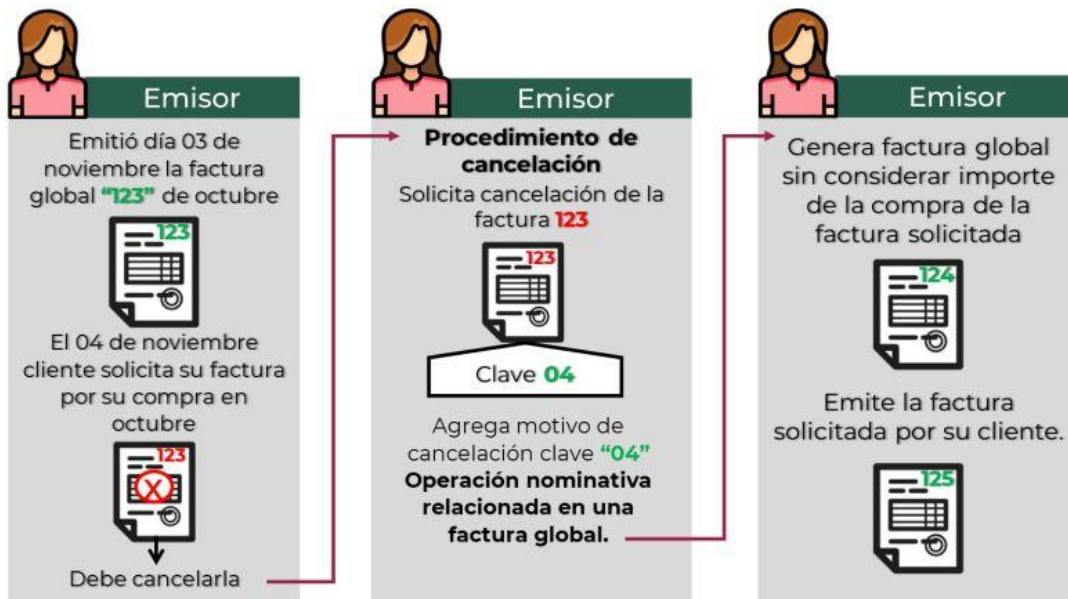 Emisor
Emitió día 03 de
noviembre la factura
global “123” de octubre
123
El 04 de noviembre
cliente solicita su factura
por su compra en
octubre
123
X
Debe cancelarla
Emisor
Procedimiento de
cancelación
Solicita cancelación de la
factura 123
123
Clave 04
Agrega motivo de
cancelación clave “04”
Operación nominativa
relacionada en una
factura global.
Emisor
Genera factura global
sin considerar importe
de la compra de la
factura solicitada
124
Emite la factura
solicitada por su cliente.
125